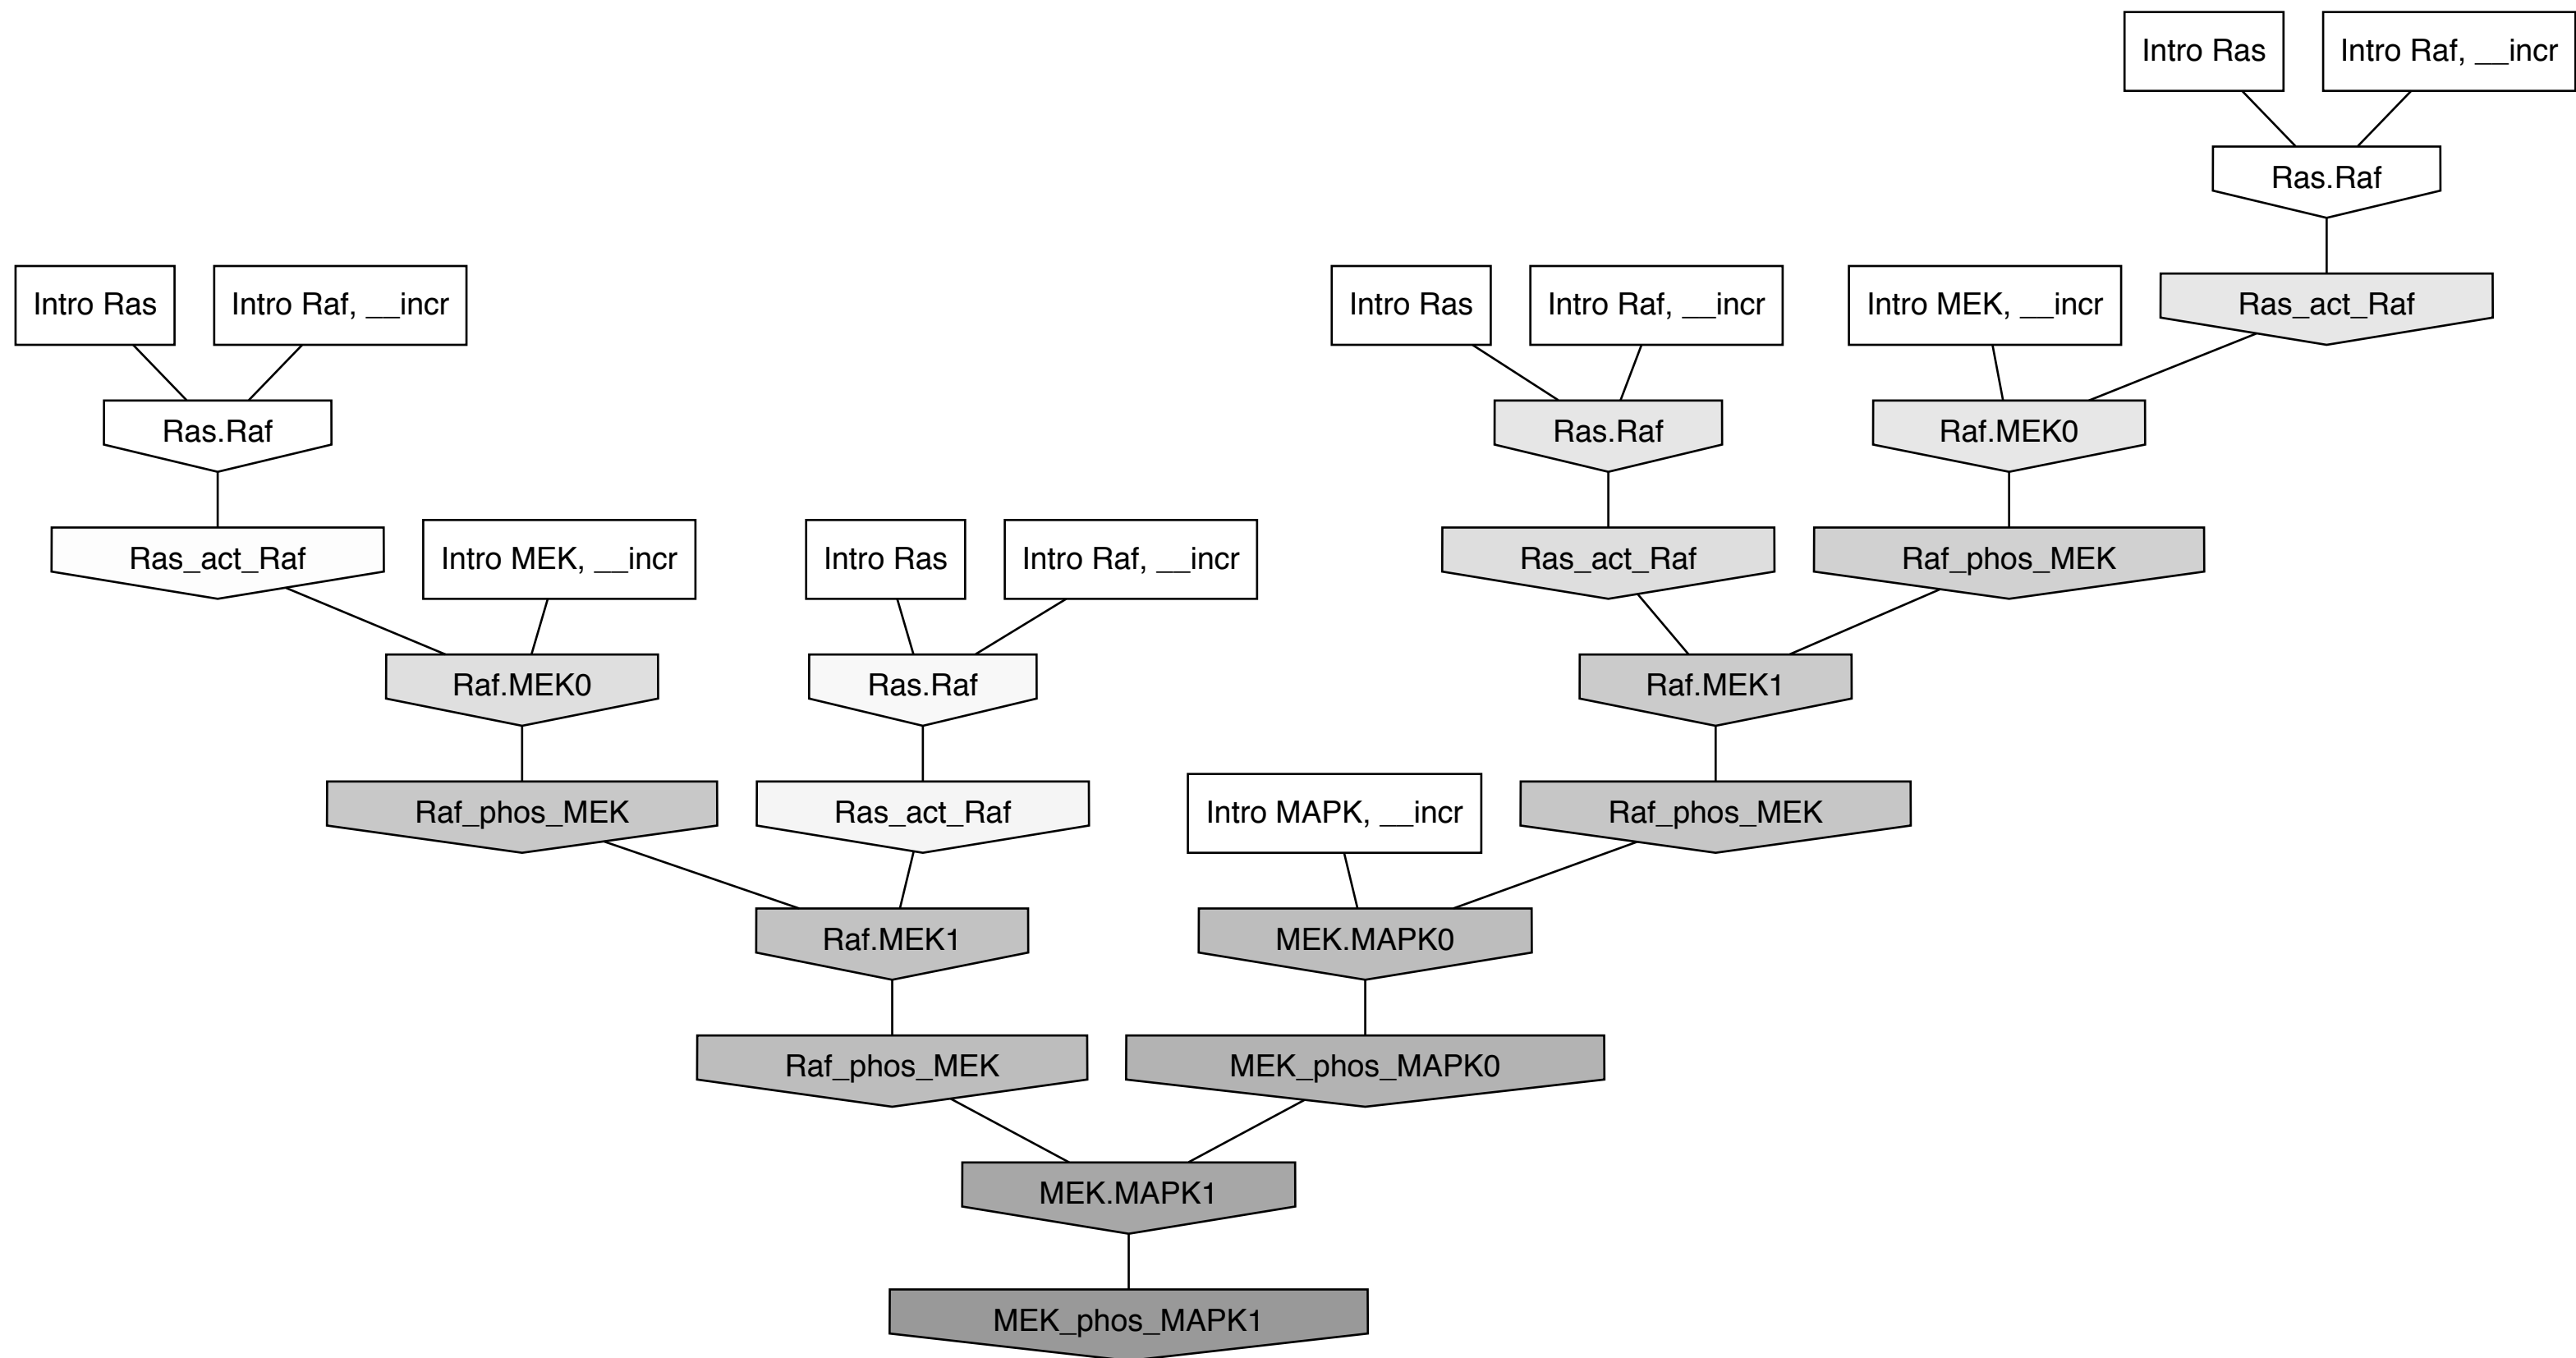 Intro Ras
Intro Raf, __incr
Ras.Raf
Intro Ras
Intro Raf, __incr
Intro Ras
Intro Raf, __incr
Intro MEK, __incr
Ras_act_Raf
Ras.Raf
Ras.Raf
Raf.MEK0
Ras_act_Raf
Intro MEK, __incr
Intro Ras
Intro Raf, __incr
Ras_act_Raf
Raf_phos_MEK
Raf.MEK0
Ras.Raf
Raf.MEK1
Raf_phos_MEK
Ras_act_Raf
Intro MAPK, __incr
Raf_phos_MEK
Raf.MEK1
MEK.MAPK0
Raf_phos_MEK
MEK_phos_MAPK0
MEK.MAPK1
MEK_phos_MAPK1